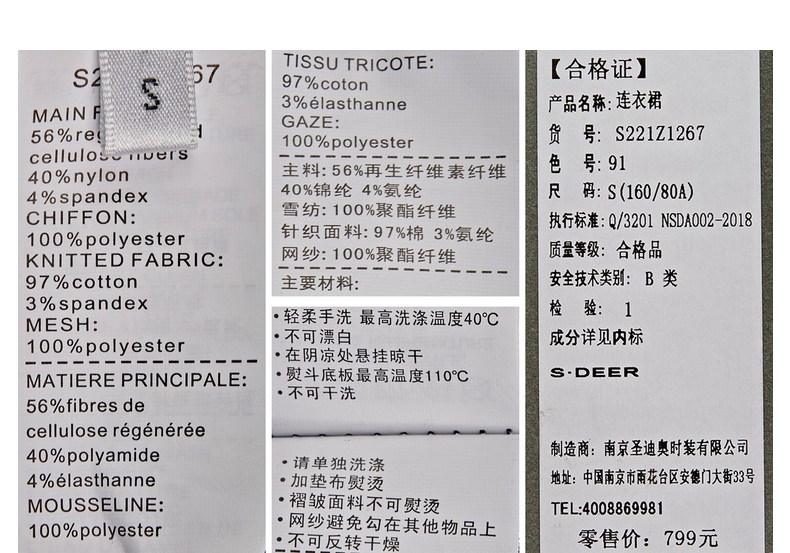 S
MAIN
56%
cellulose fibers
40%nylon
4%spandex
CHIFFON:
100%polyester
KNITTED FABRIC:
97%cotton
3%spandex
MESH:
100%polyester
MATIERE PRINCIPALE:
56%fibres de
cellulose régénérée
40%polyamide
4%élasthanne
MOUSSELINE:
100%polyester
TISSU TRICOTE:
97%coton
3%élasthanne
GAZE:
100%polyester
主料: 56%再生纤维素纤维
40%锦纶 4%氨纶
雪纺: 100%聚酯纤维
针织面料: 97%棉 3%氨纶
网纱: 100%聚酯纤维
主要材料:
•轻柔手洗 最高洗涤温度40℃
•不可漂白
•在阴凉处悬挂晾干
•熨斗底板最高温度110℃
•不可干洗
•请单独洗涤
•加垫布熨烫
•褶皱面料不可熨烫
•网纱避免勾在其他物品上
•不可反转干燥
【合格证】
产品名称: 连衣裙
货 号: S221Z1267
色 号: 91
尺 码: S(160/80A)
执行标准: Q/3201 NSDA002-2018
质量等级: 合格品
安全技术类别: B 类
检 验: 1
成分详见内标
S·DEER
制造商: 南京圣迪奥时装有限公司
地址: 中国南京市雨花台区安德门大街33号
TEL:4008869981
零售价: 799元